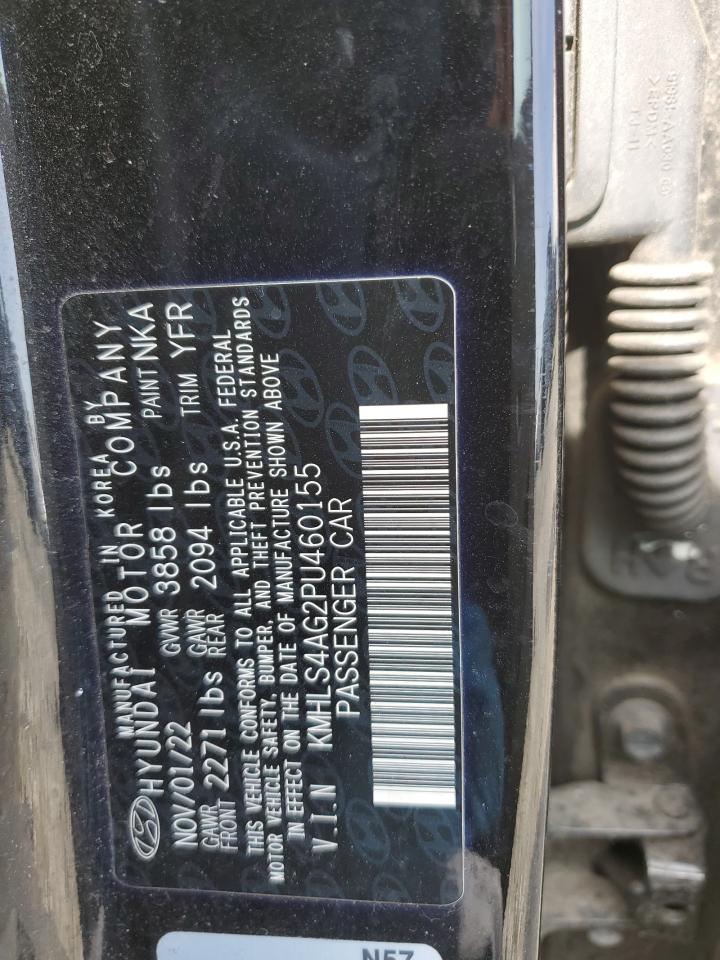 MANUFACTURED IN KOREA BY
HYUNDAI MOTOR COMPANY
NOV/01/22 GVWR 3858 lbs PAINT NKA
GAWR FRONT 2271 lbs GAWR REAR 2094 lbs TRIM YFR
THIS VEHICLE CONFORMS TO ALL APPLICABLE U.S.A. FEDERAL
MOTOR VEHICLE SAFETY, BUMPER, AND THEFT PREVENTION STANDARDS
IN EFFECT ON THE DATE OF MANUFACTURE SHOWN ABOVE
V.I.N KMHLS4AG2PU460155
PASSENGER CAR
>EPDM<